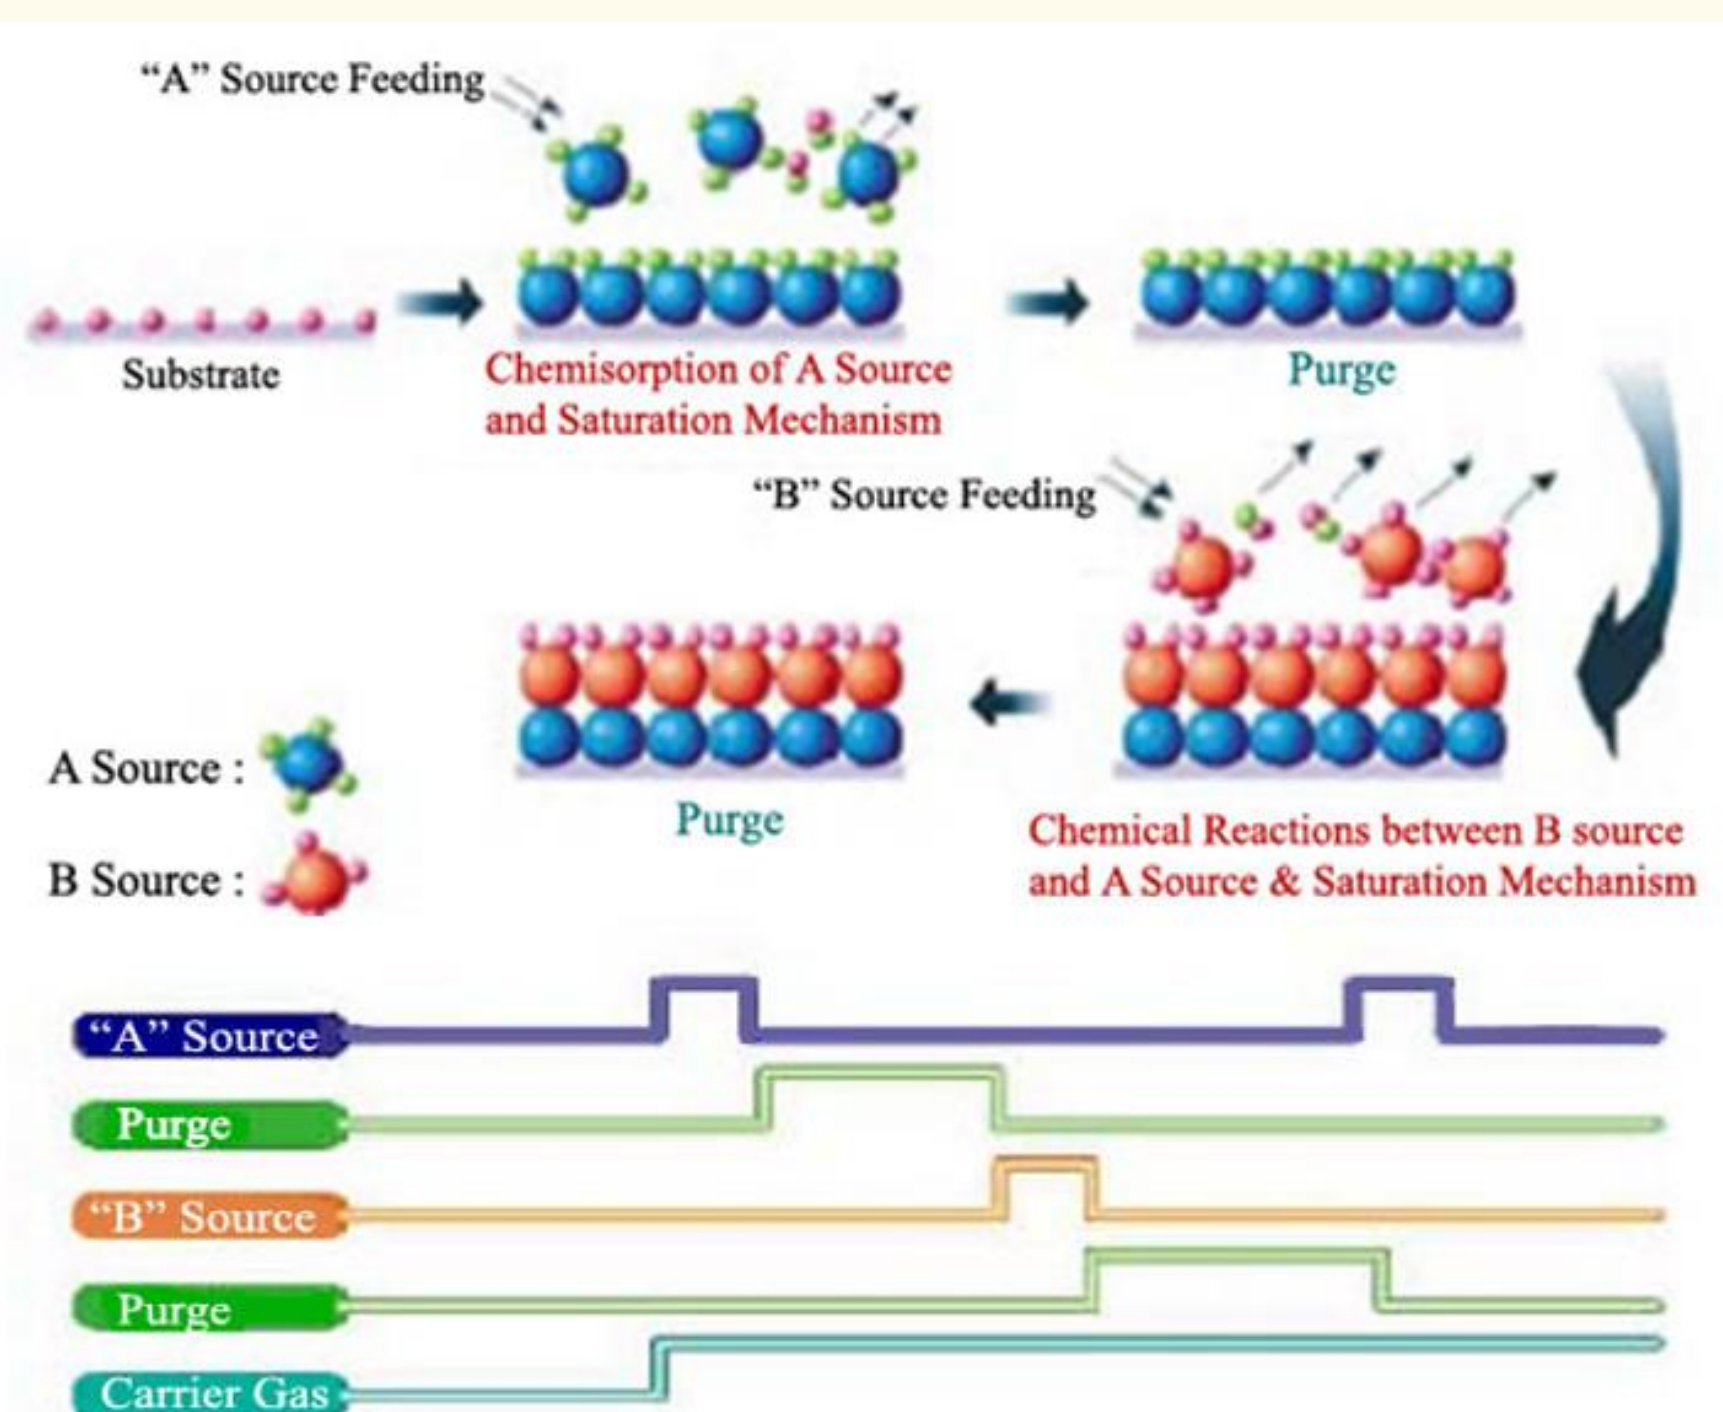 “A” Source Feeding
Substrate
Chemisorption of A Source
and Saturation Mechanism
Purge
“B” Source Feeding
A Source :
B Source :
Purge
Chemical Reactions between B source
and A Source & Saturation Mechanism
“A” Source
Purge
“B” Source
Purge
Carrier Gas